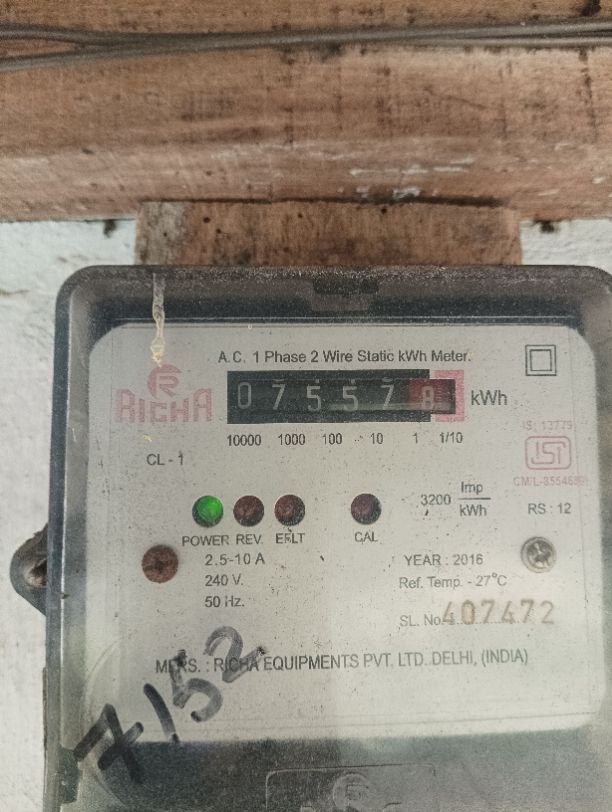 A.C. 1 Phase 2 Wire Static kWh Meter.
RICHA
075578 kWh
10000 1000 100 10 1 1/10
IS: 13779
ISI
CL - 1
3200 Imp/kWh
RS : 12
POWER REV. EFLT CAL
2.5-10 A
240 V.
50 Hz.
YEAR : 2016
Ref. Temp. - 27°C
SL. No. 407472
MFRS. : RICHA EQUIPMENTS PVT. LTD. DELHI, (INDIA)
7152